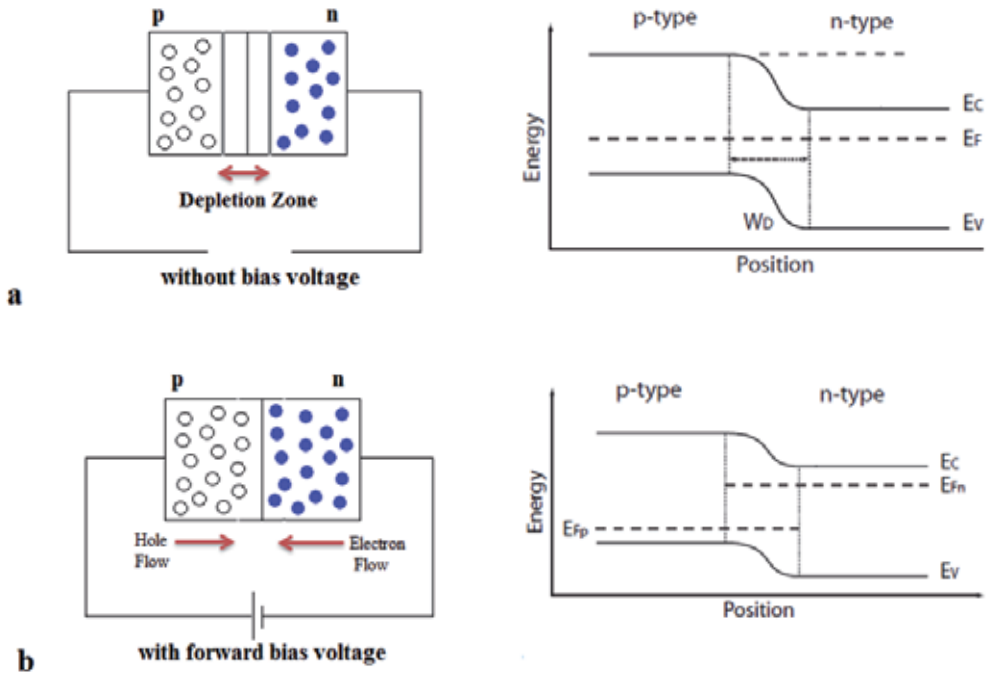 p n
Depletion Zone
without bias voltage
a
p-type n-type
Energy
EC
EF
EV
WD
Position
p n
Hole
Flow
Electron
Flow
with forward bias voltage
b
p-type n-type
Energy
EC
EFn
EFp
EV
Position